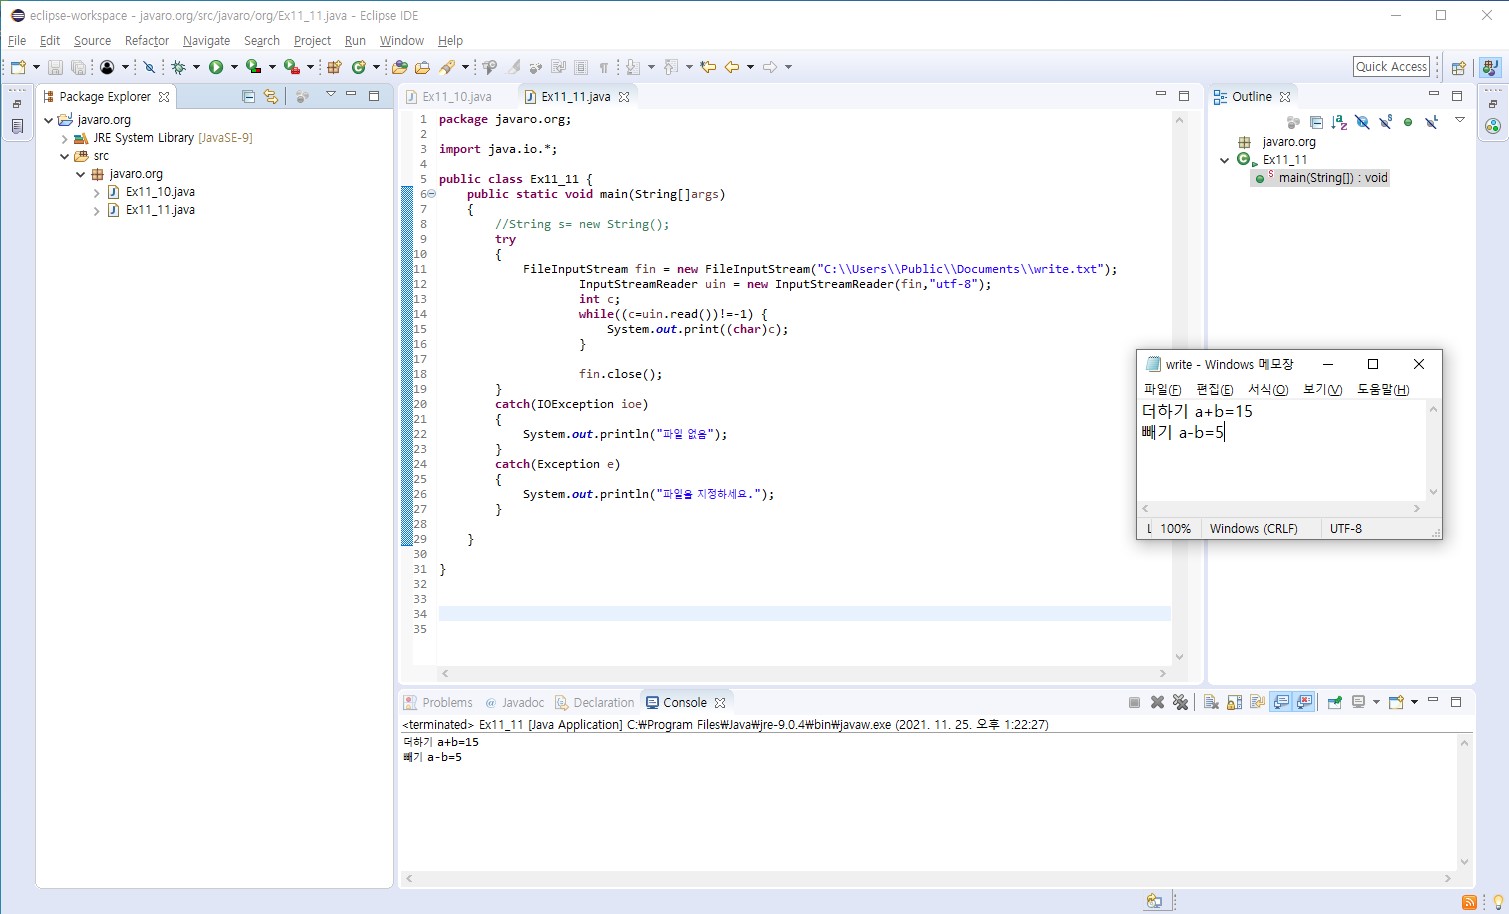 eclipse-workspace - javaro.org/src/javaro/org/Ex11_11.java - Eclipse IDE
File Edit Source Refactor Navigate Search Project Run Window Help
Quick Access
Package Explorer
javaro.org
JRE System Library [JavaSE-9]
src
javaro.org
Ex11_10.java
Ex11_11.java
Ex11_10.java Ex11_11.java
1 package javaro.org;
2
3 import java.io.*;
4
5 public class Ex11_11 {
6 public static void main(String[]args)
7 {
8 //String s= new String();
9 try
10 {
11 FileInputStream fin = new FileInputStream("C:\\Users\\Public\\Documents\\write.txt");
12 InputStreamReader uin = new InputStreamReader(fin,"utf-8");
13 int c;
14 while((c=uin.read())!=-1) {
15 System.out.print((char)c);
16 }
17
18 fin.close();
19 }
20 catch(IOException ioe)
21 {
22 System.out.println("파일 없음");
23 }
24 catch(Exception e)
25 {
26 System.out.println("파일을 지정하세요.");
27 }
28
29 }
30
31 }
32
33
34
35
Outline
javaro.org
Ex11_11
main(String[]) : void
write - Windows 메모장
파일(F) 편집(E) 서식(O) 보기(V) 도움말(H)
더하기 a+b=15
빼기 a-b=5
100% Windows (CRLF) UTF-8
Problems Javadoc Declaration Console
<terminated> Ex11_11 [Java Application] C:₩Program Files₩Java₩jre-9.0.4₩bin₩javaw.exe (2021. 11. 25. 오후 1:22:27)
더하기 a+b=15
빼기 a-b=5